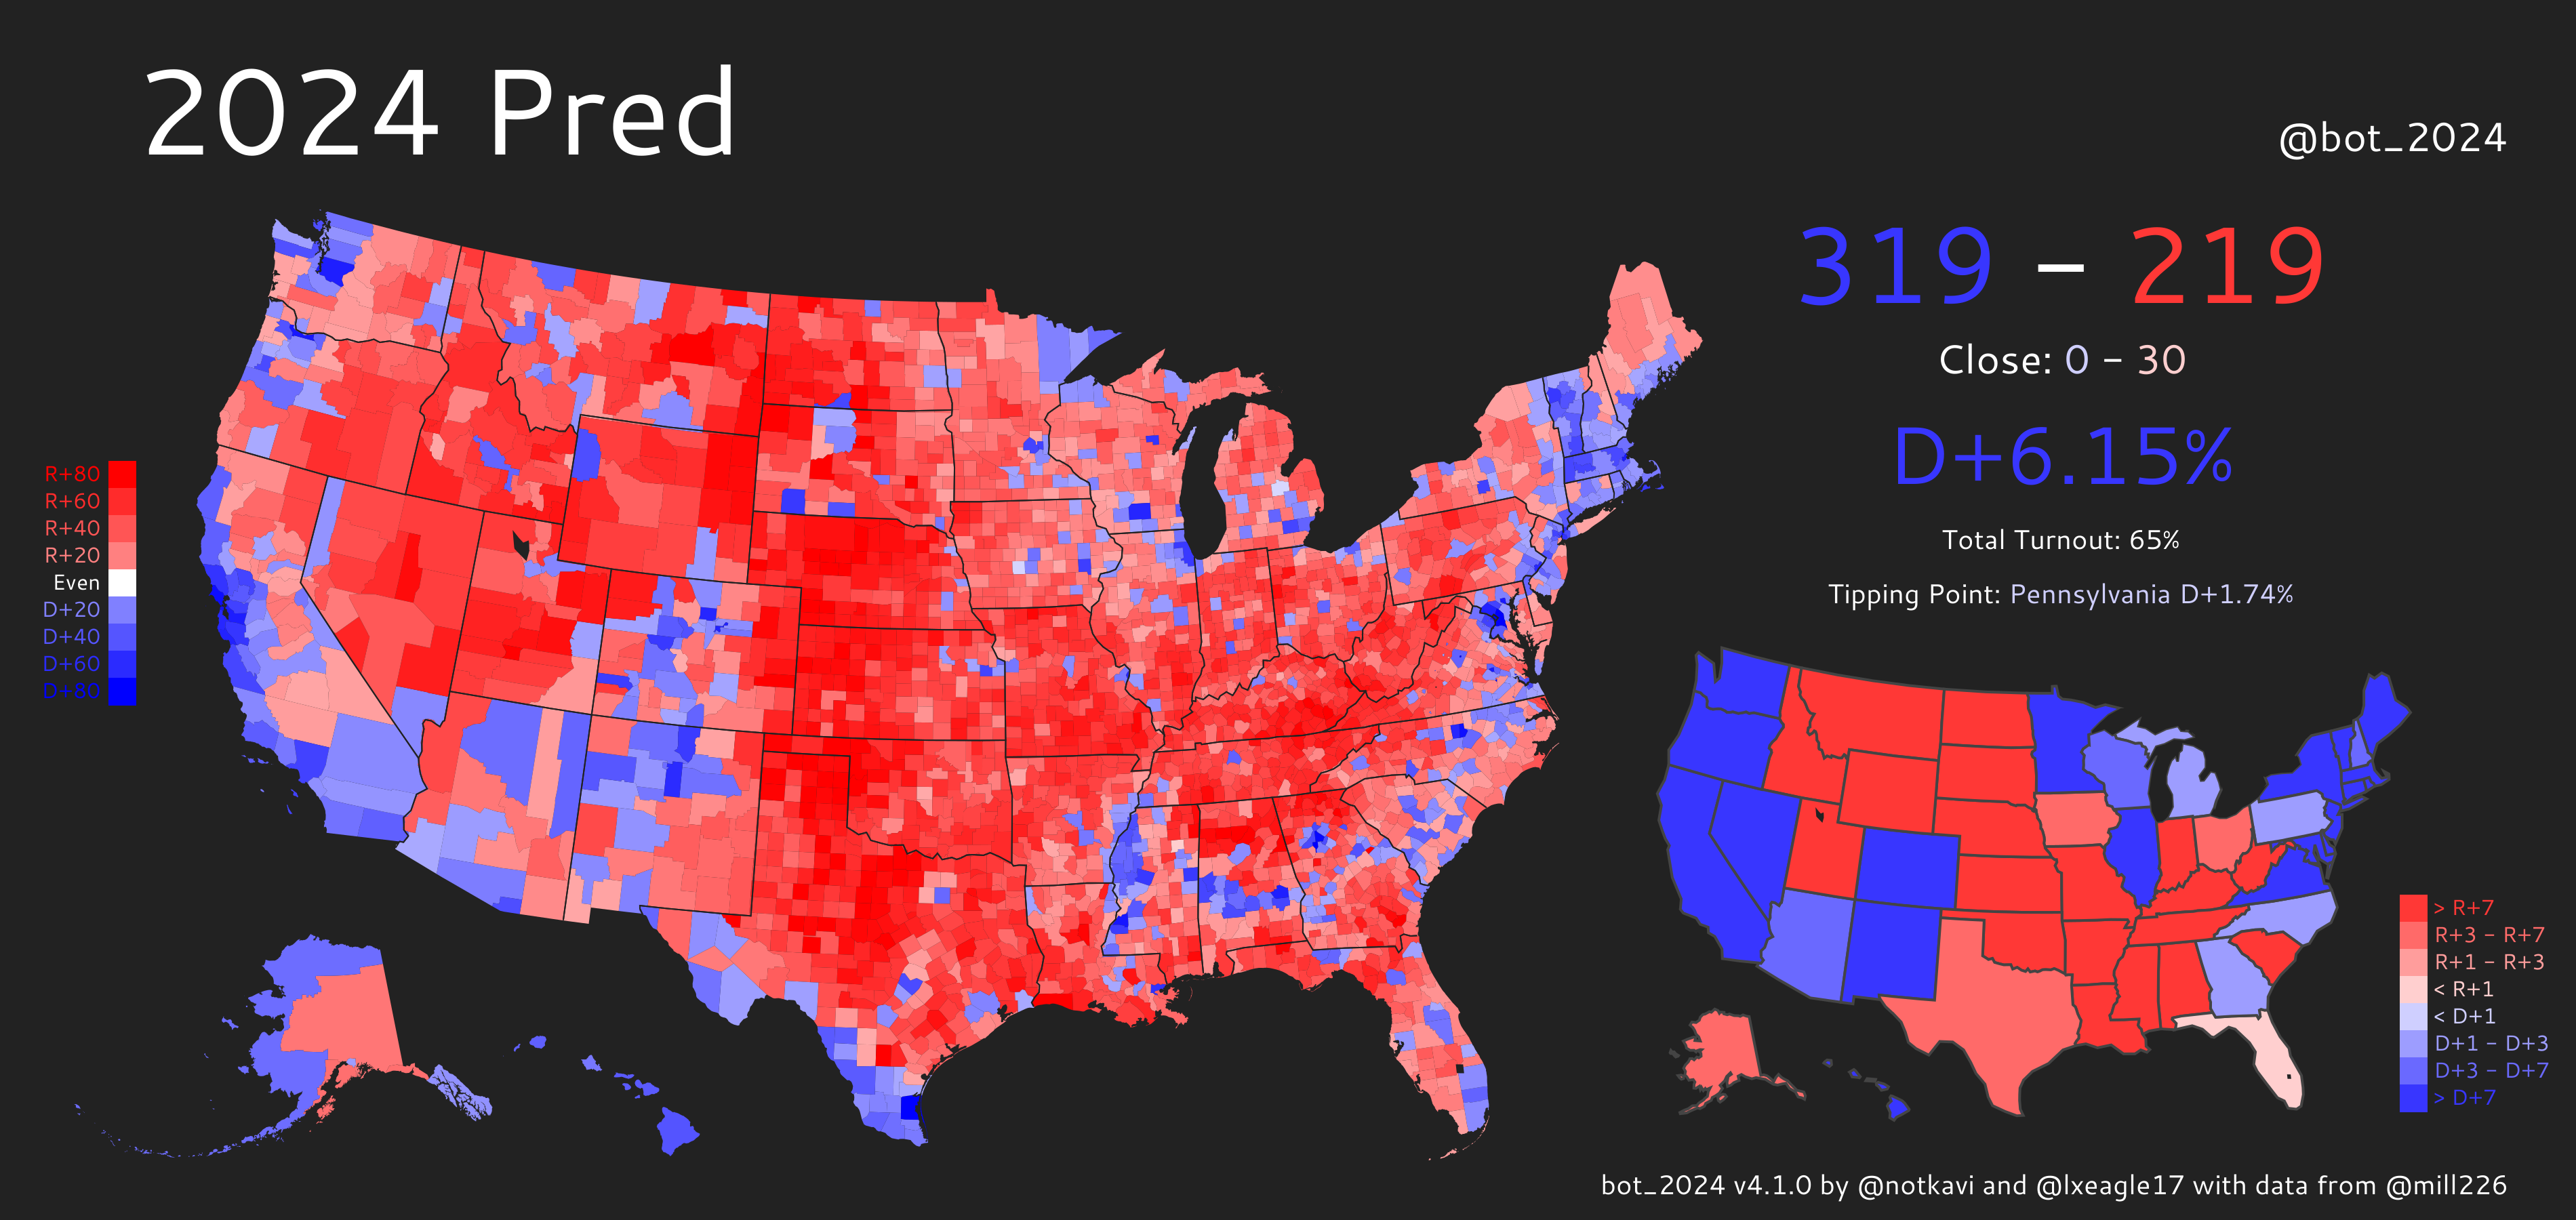 2024 Pred
@bot_2024
319 – 219
Close: 0 – 30
D+6.15%
Total Turnout: 65%
Tipping Point: Pennsylvania D+1.74%
R+80
R+60
R+40
R+20
Even
D+20
D+40
D+60
D+80
> R+7
R+3 – R+7
R+1 – R+3
< R+1
< D+1
D+1 – D+3
D+3 – D+7
> D+7
bot_2024 v4.1.0 by @notkavi and @lxeagle17 with data from @mill226